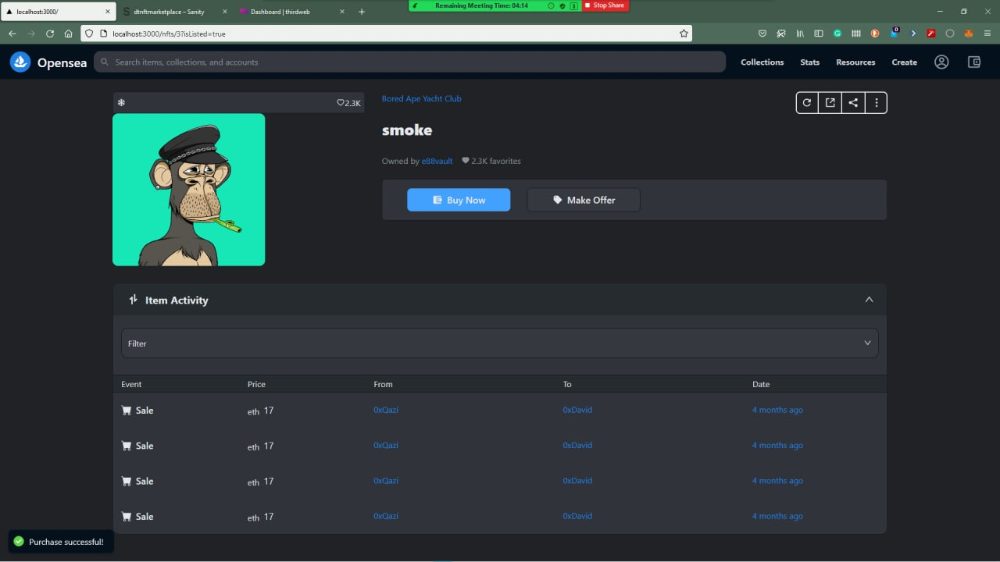 Remaining Meeting Time: 04:14
Stop Share
localhost:3000/
dtnftmarketplace – Sanity
Dashboard | thirdweb
localhost:3000/nfts/3?isListed=true
0
Opensea
Search items, collections, and accounts
Collections
Stats
Resources
Create
2.3K
Bored Ape Yacht Club
smoke
Owned by e88vault 2.3K favorites
Buy Now
Make Offer
Item Activity
Filter
Event Price From To Date
Sale eth 17 0xQazi 0xDavid 4 months ago
Sale eth 17 0xQazi 0xDavid 4 months ago
Sale eth 17 0xQazi 0xDavid 4 months ago
Sale eth 17 0xQazi 0xDavid 4 months ago
Purchase successful!